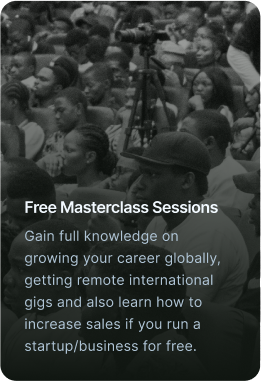 Free Masterclass Sessions
Gain full knowledge on
growing your career globally,
getting remote international
gigs and also learn how to
increase sales if you run a
startup/business for free.